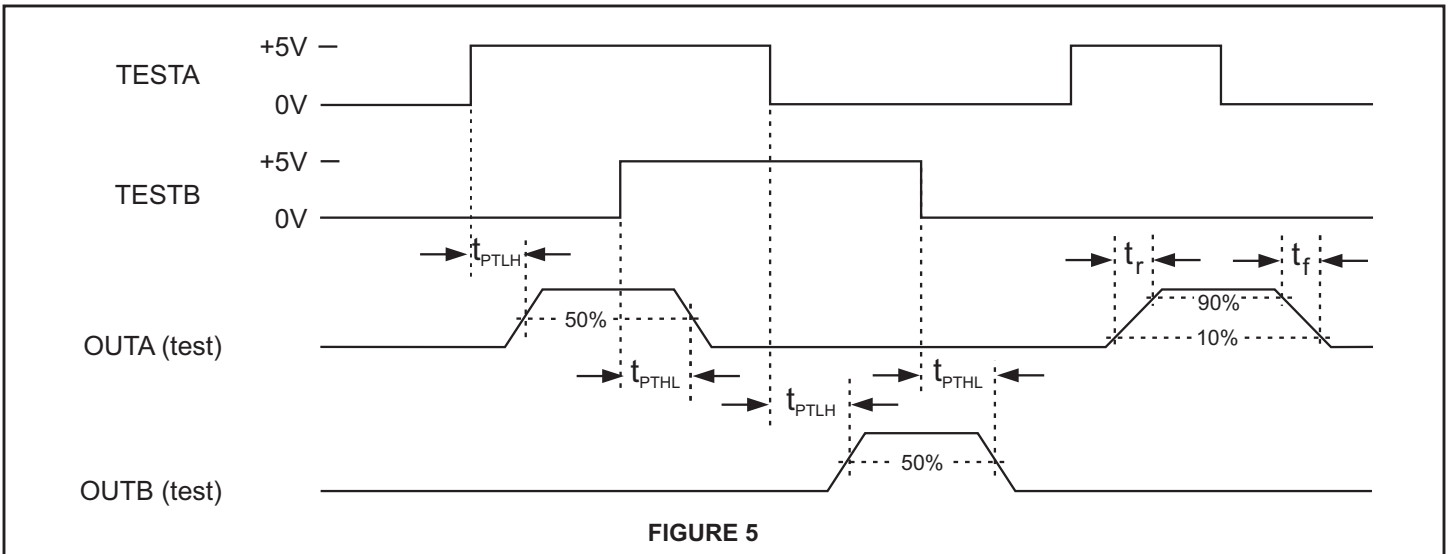 +5V
TESTA
0V
+5V
TESTB
0V
tPTLH
tr
tf
50%
90%
10%
OUTA (test)
tPTHL
tPTLH
tPTHL
50%
OUTB (test)
FIGURE 5